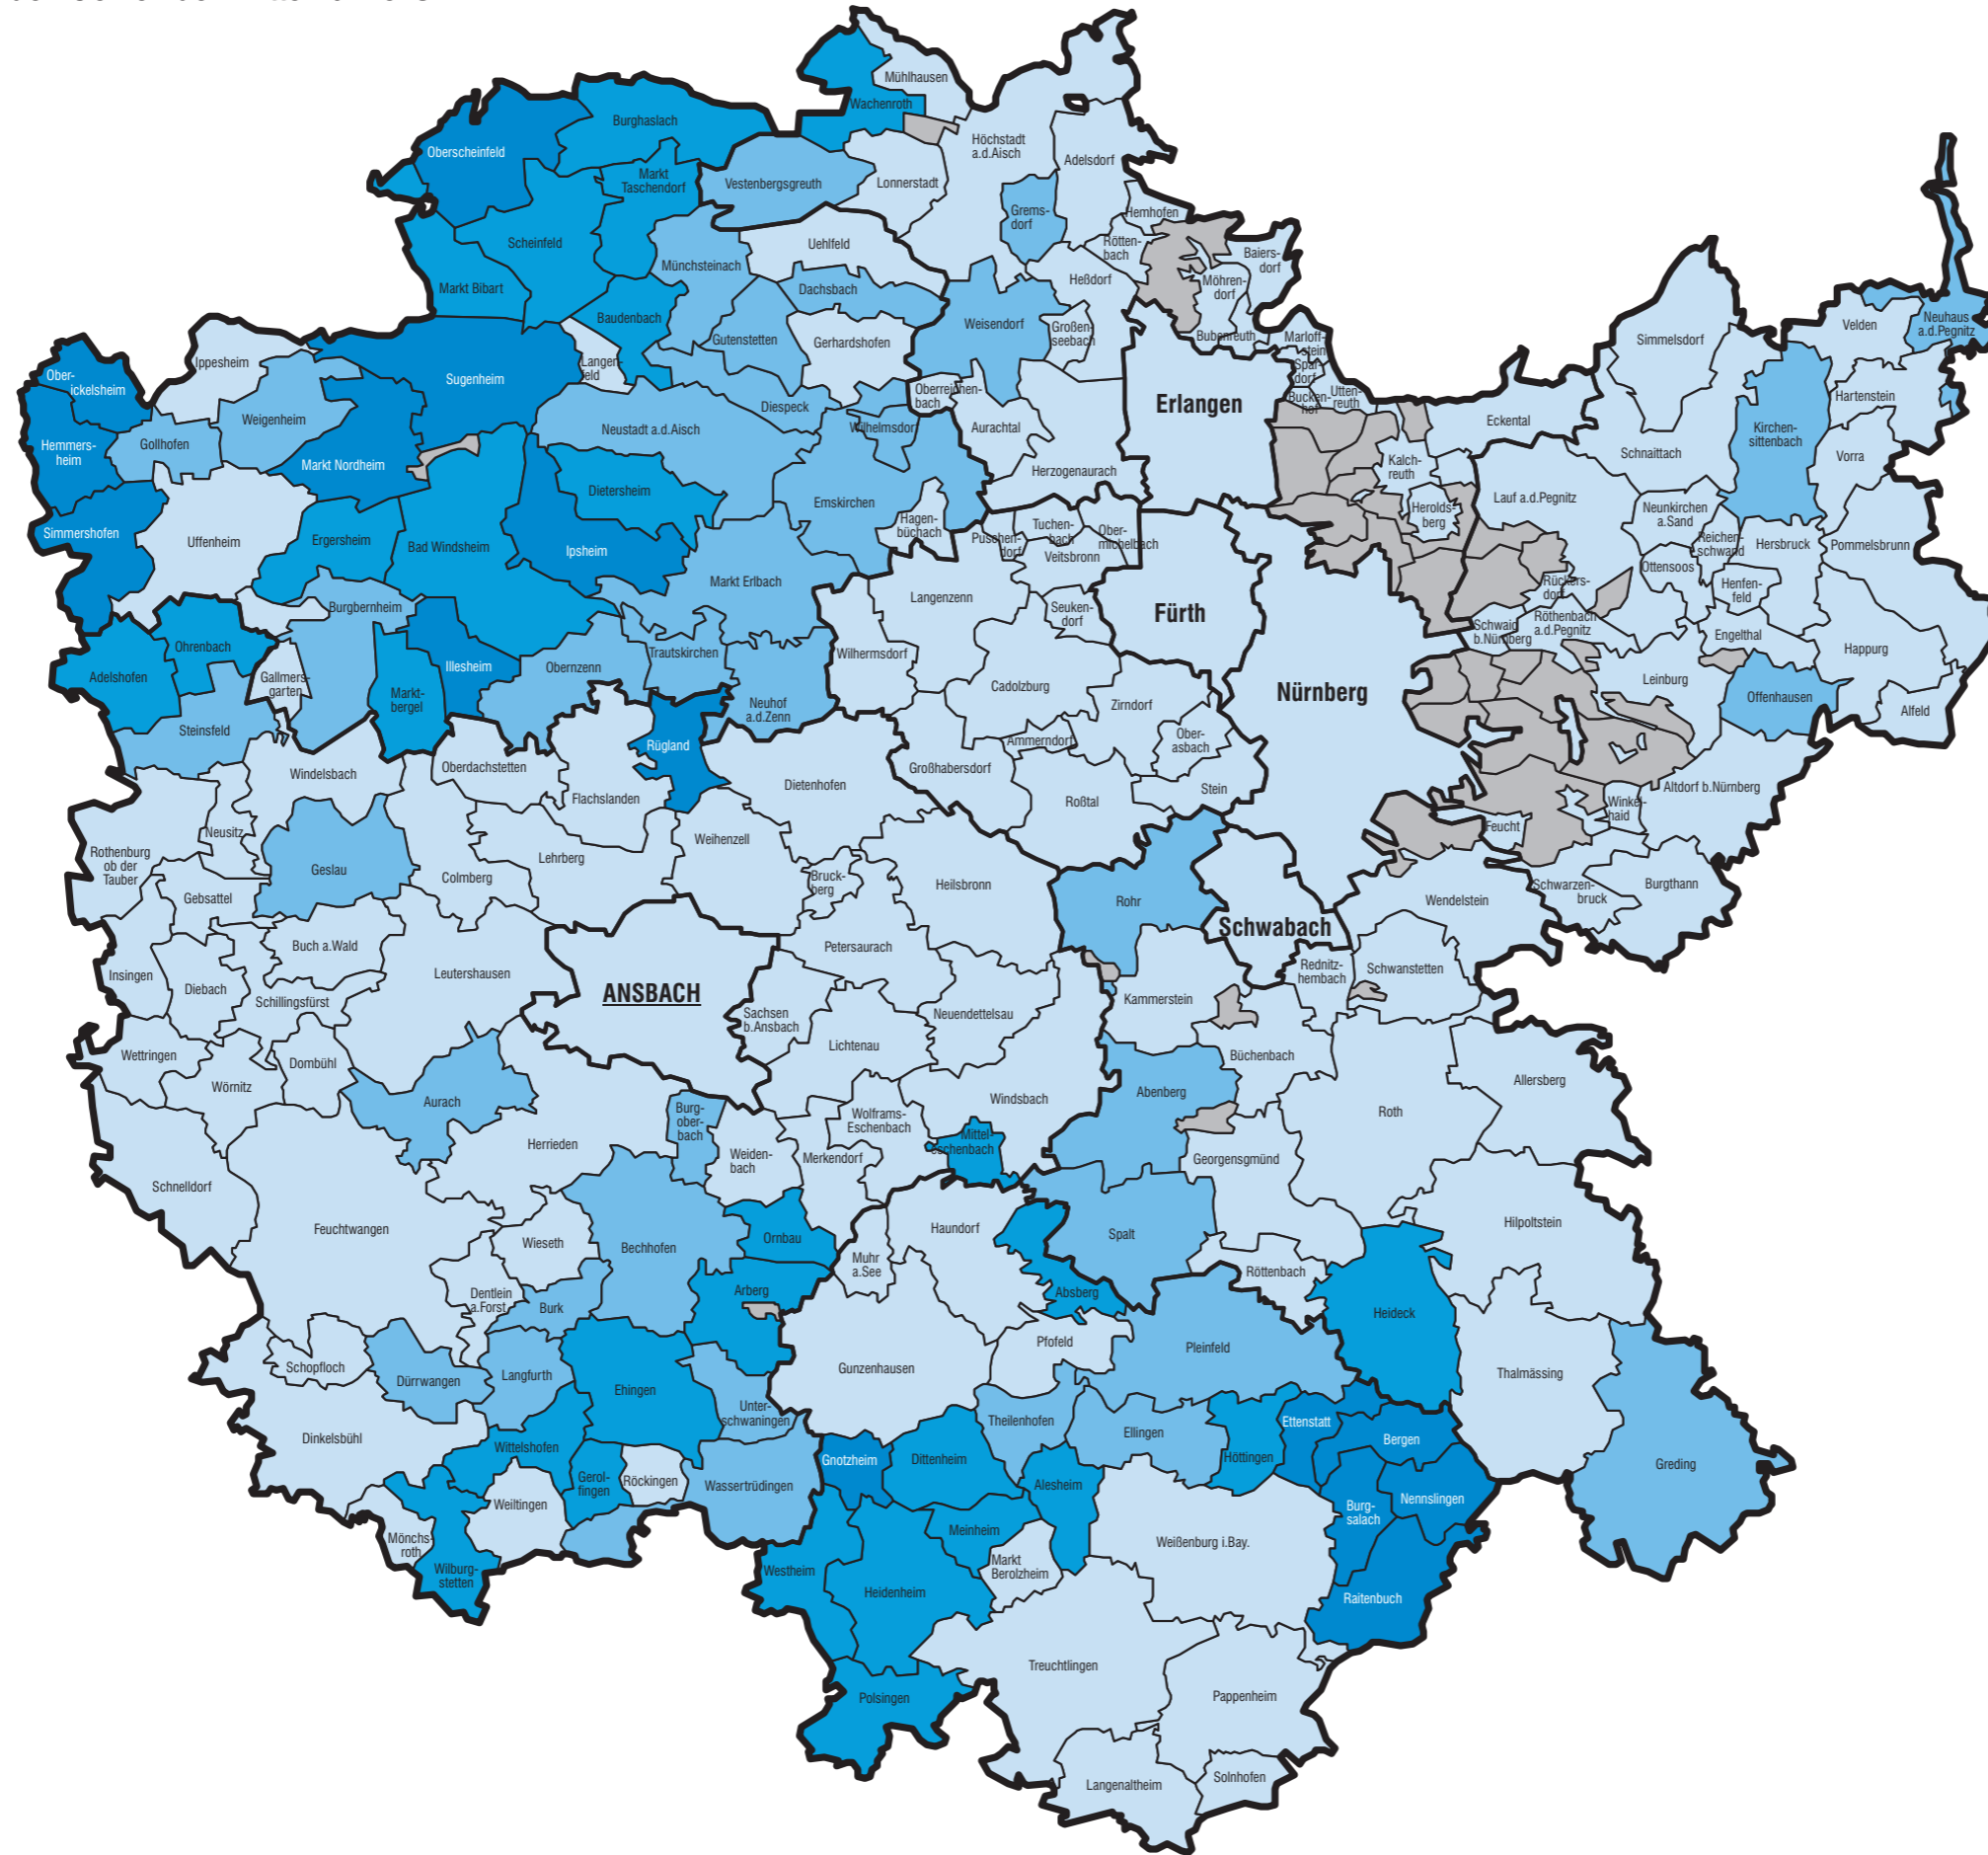 Mühlhausen
Wachenroth
Burghaslach
Höchstadt
a.d.Aisch
Oberscheinfeld
Adelsdorf
Markt
Taschendorf
Vestenbergsgreuth
Lonnerstadt
Grems-
dorf
Hemhofen
Scheinfeld
Uehlfeld
Rötten-
bach
Baiers-
dorf
Münchsteinach
Heßdorf
Möhren-
dorf
Markt Bibart
Dachsbach
Baudenbach
Weisendorf
Großen-
seebach
Bubenreuth
Marloff-
stein
Simmelsdorf
Velden
Neuhaus
a.d.Pegnitz
Gutenstetten
Gerhardshofen
Ippesheim
Langen-
feld
Spar-
dorf
Ober-
ickelsheim
Sugenheim
Oberreichen-
bach
Erlangen
Bucken-
hof
Utten-
reuth
Hartenstein
Diespeck
Weigenheim
Neustadt a.d.Aisch
Wilhelmsdorf
Aurachtal
Eckental
Kirchen-
sittenbach
Hemmers-
heim
Gollhofen
Markt Nordheim
Herzogenaurach
Kalch-
reuth
Schnaittach
Vorra
Dietersheim
Emskirchen
Lauf a.d.Pegnitz
Neunkirchen
a.Sand
Herolds-
berg
Simmershofen
Uffenheim
Ergersheim
Bad Windsheim
Ipsheim
Hagen-
büchach
Puschen-
dorf
Tuchen-
bach
Ober-
michelbach
Veitsbronn
Reichen-
schwand
Hersbruck
Pommelsbrunn
Ottensoos
Markt Erlbach
Rückers-
dorf
Henfen-
feld
Burgbernheim
Langenzenn
Seuken-
dorf
Fürth
Schwaig
b.Nürnberg
Röthenbach
a.d.Pegnitz
Engelthal
Happurg
Ohrenbach
Adelshofen
Gallmers-
garten
Illesheim
Obernzenn
Trautskirchen
Wilhermsdorf
Cadolzburg
Nürnberg
Leinburg
Offenhausen
Alfeld
Markt-
bergel
Neuhof
a.d.Zenn
Zirndorf
Steinsfeld
Rügland
Ammerndorf
Ober-
asbach
Windelsbach
Oberdachstetten
Großhabersdorf
Flachslanden
Dietenhofen
Roßtal
Stein
Altdorf b.Nürnberg
Winkel-
haid
Neusitz
Feucht
Rothenburg
ob der
Tauber
Geslau
Colmberg
Lehrberg
Weihenzell
Bruck-
berg
Heilsbronn
Gebsattel
Rohr
Wendelstein
Schwarzen-
bruck
Burgthann
Buch a.Wald
Petersaurach
Schwabach
Insingen
Diebach
Schillingsfürst
Leutershausen
ANSBACH
Rednitz-
hembach
Schwanstetten
Kammerstein
Sachsen
b.Ansbach
Neuendettelsau
Lichtenau
Wettringen
Wörnitz
Dombühl
Büchenbach
Allersberg
Aurach
Abenberg
Windsbach
Roth
Burg-
ober-
bach
Wolframs-
Eschenbach
Herrieden
Weiden-
bach
Merkendorf
Mittel-
eschenbach
Georgensgmünd
Schnelldorf
Feuchtwangen
Wieseth
Bechhofen
Ornbau
Haundorf
Spalt
Hilpoltstein
Muhr
a.See
Röttenbach
Dentlein
a.Forst
Burk
Arberg
Absberg
Heideck
Schopfloch
Dürrwangen
Langfurth
Ehingen
Gunzenhausen
Pfofeld
Pleinfeld
Thalmässing
Unter-
schwaningen
Theilenhofen
Ellingen
Ettenstatt
Dinkelsbühl
Wittelshofen
Gnotzheim
Dittenheim
Höttingen
Bergen
Greding
Gerol-
fingen
Röckingen
Wassertrüdingen
Alesheim
Weiltingen
Burg-
salach
Nennslingen
Mönchs-
roth
Meinheim
Markt
Berolzheim
Weißenburg i.Bay.
Wilburg-
stetten
Westheim
Heidenheim
Raitenbuch
Treuchtlingen
Polsingen
Pappenheim
Langenaltheim
Solnhofen